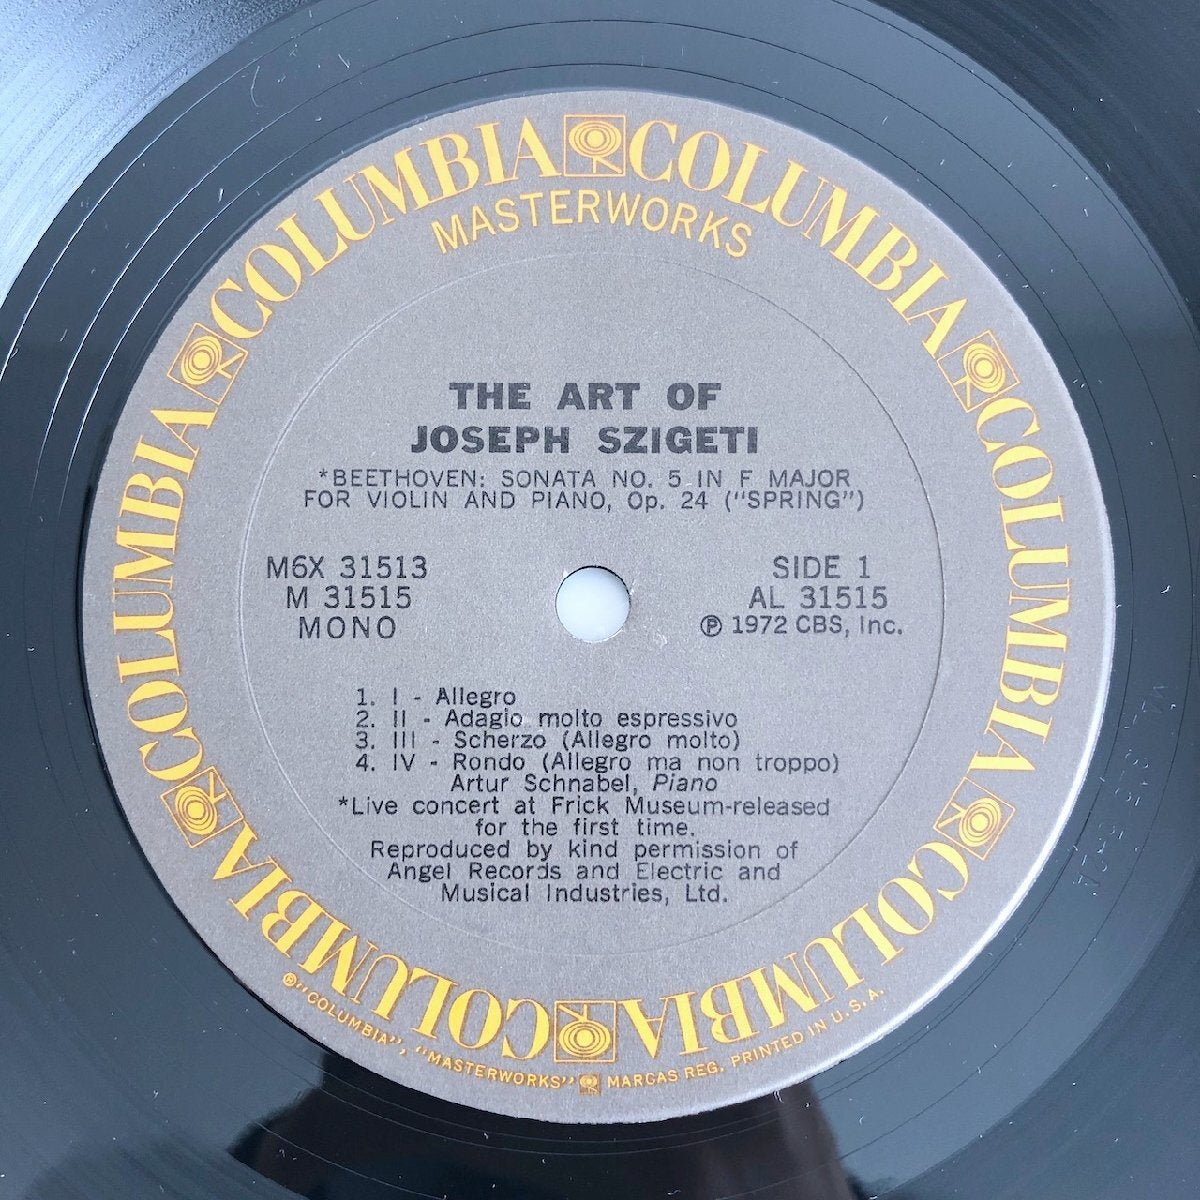 COLUMBIA COLUMBIA COLUMBIA COLUMBIA COLUMBIA COLUMBIA COLUMBIA COLUMBIA
MASTERWORKS
THE ART OF
JOSEPH SZIGETI
*BEETHOVEN: SONATA NO. 5 IN F MAJOR
FOR VIOLIN AND PIANO, Op. 24 ("SPRING")
M6X 31513
M 31515
MONO
SIDE 1
AL 31515
℗ 1972 CBS, Inc.
1. I - Allegro
2. II - Adagio molto espressivo
3. III - Scherzo (Allegro molto)
4. IV - Rondo (Allegro ma non troppo)
Artur Schnabel, Piano
*Live concert at Frick Museum-released
for the first time.
Reproduced by kind permission of
Angel Records and Electric and
Musical Industries, Ltd.
℗"COLUMBIA", "MASTERWORKS" MARCAS REG. PRINTED IN U.S.A.